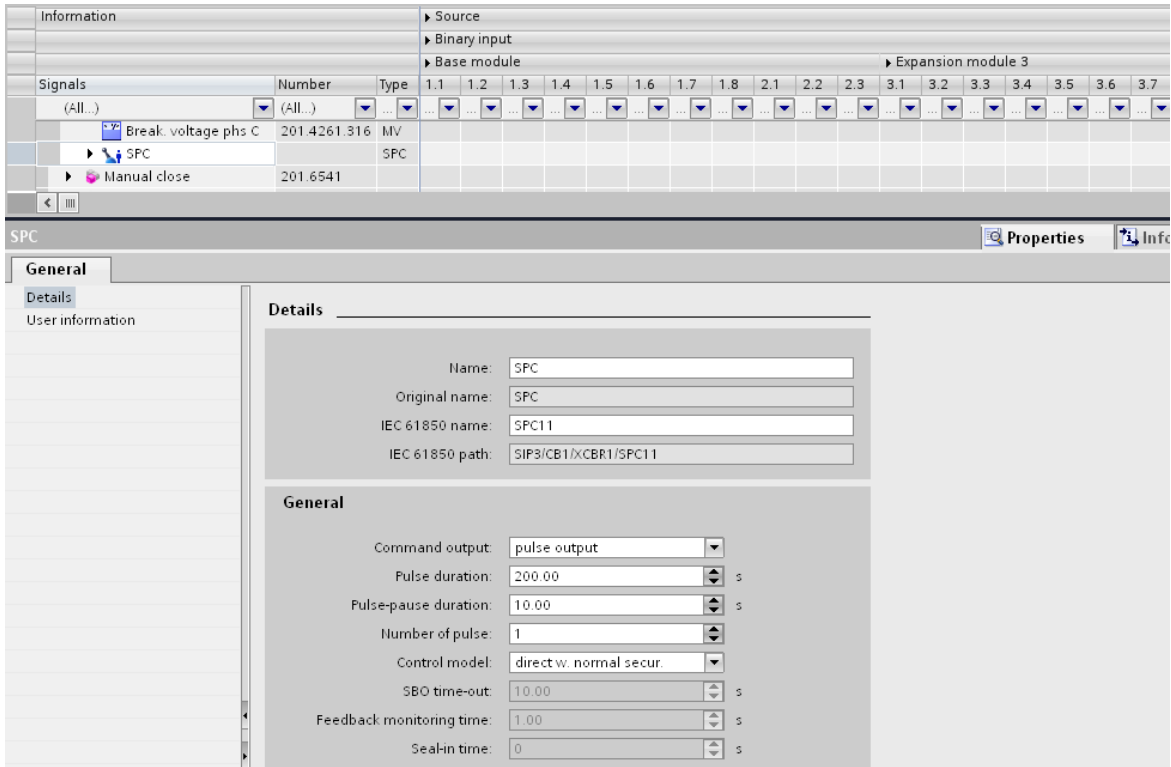 Information Source
Binary input
Base module Expansion module 3
Signals Number Type 1.1 1.2 1.3 1.4 1.5 1.6 1.7 1.8 2.1 2.2 2.3 3.1 3.2 3.3 3.4 3.5 3.6 3.7
(All...) (All...) ... ... ... ... ... ... ... ... ... ... ... ... ... ... ... ... ... ... ...
Break. voltage phs C 201.4261.316 MV
SPC SPC
Manual close 201.6541
SPC Properties Info
General
Details
User information
Details
Name: SPC
Original name: SPC
IEC 61850 name: SPC11
IEC 61850 path: SIP3/CB1/XCBR1/SPC11
General
Command output: pulse output
Pulse duration: 200.00 s
Pulse-pause duration: 10.00 s
Number of pulse: 1
Control model: direct w. normal secur.
SBO time-out: 10.00 s
Feedback monitoring time: 1.00 s
Seal-in time: 0 s